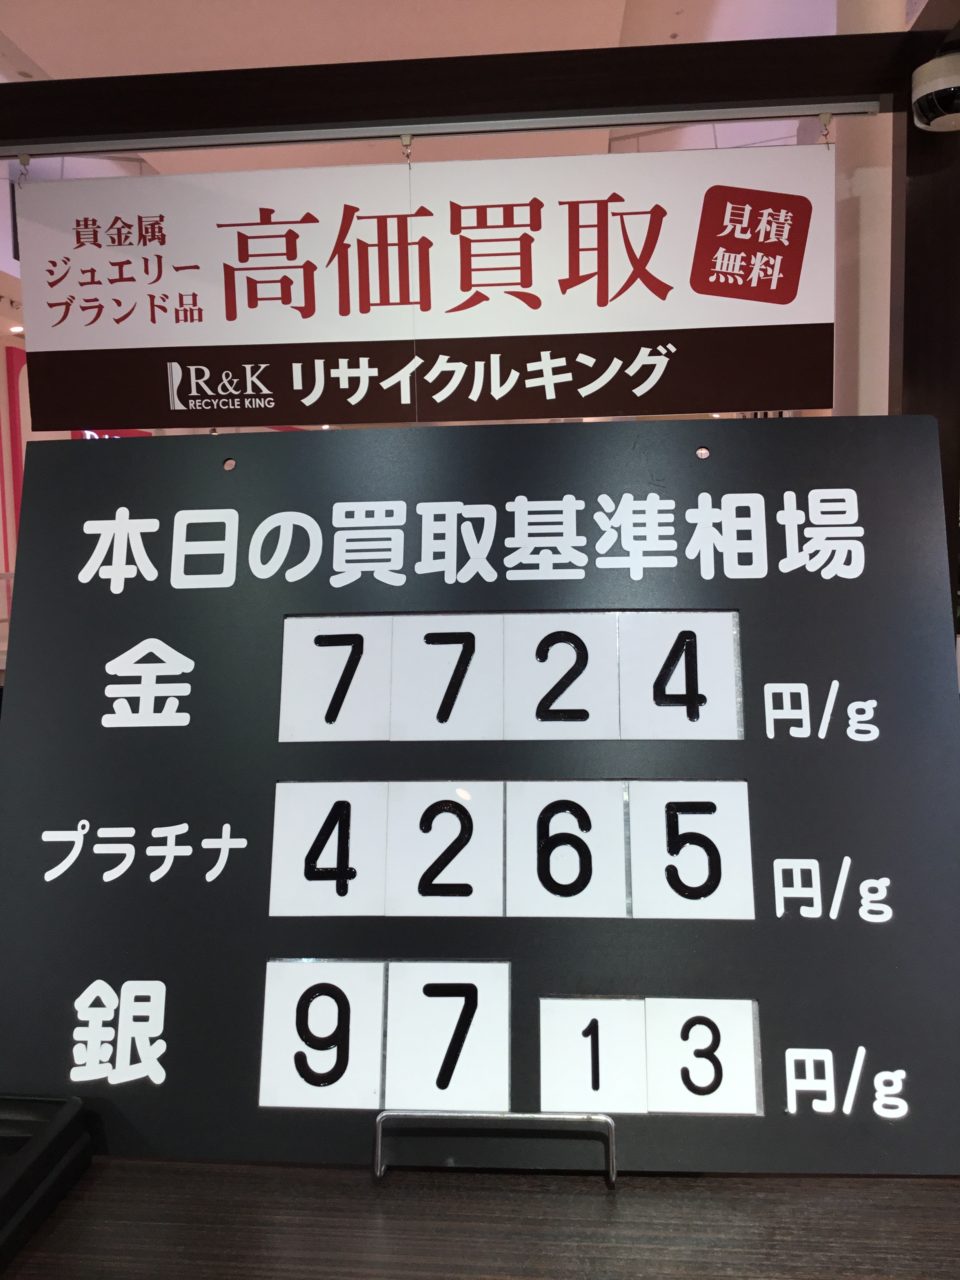 貴金属
ジュエリー
ブランド品
高価買取
見積
無料
R&K
RECYCLE KING
リサイクルキング
本日の買取基準相場
金 7724 円/g
プラチナ 4265 円/g
銀 97 13 円/g